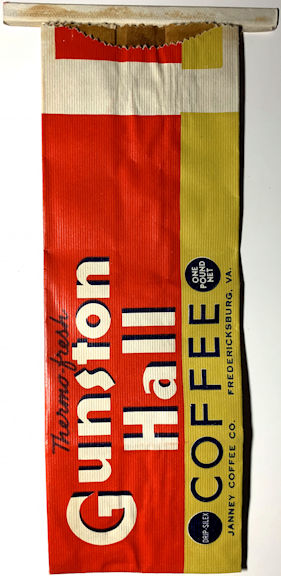 Thermo-fresh
Gunston
Hall
DRIP-SILEX
COFFEE
ONE
POUND
NET
JANNEY COFFEE CO. FREDERICKSBURG, VA.